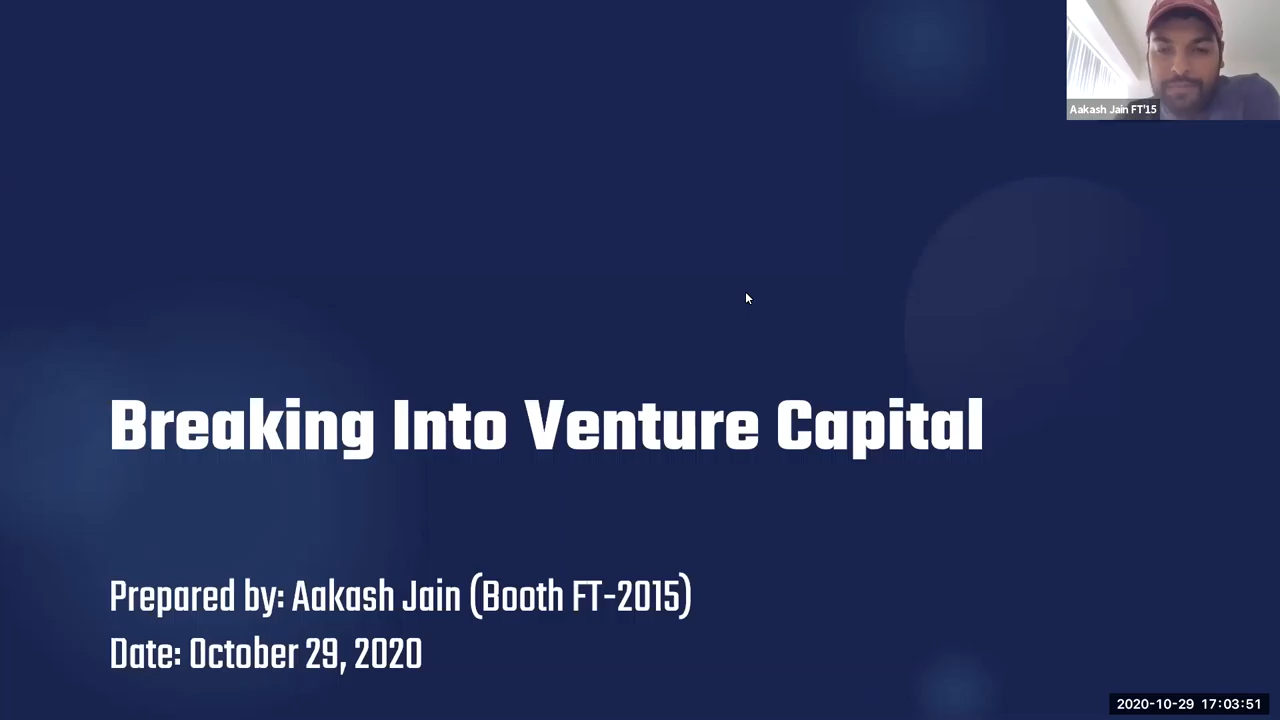 Aakash Jain FT'15
Breaking Into Venture Capital
Prepared by: Aakash Jain (Booth FT-2015)
Date: October 29, 2020
2020-10-29 17:03:51